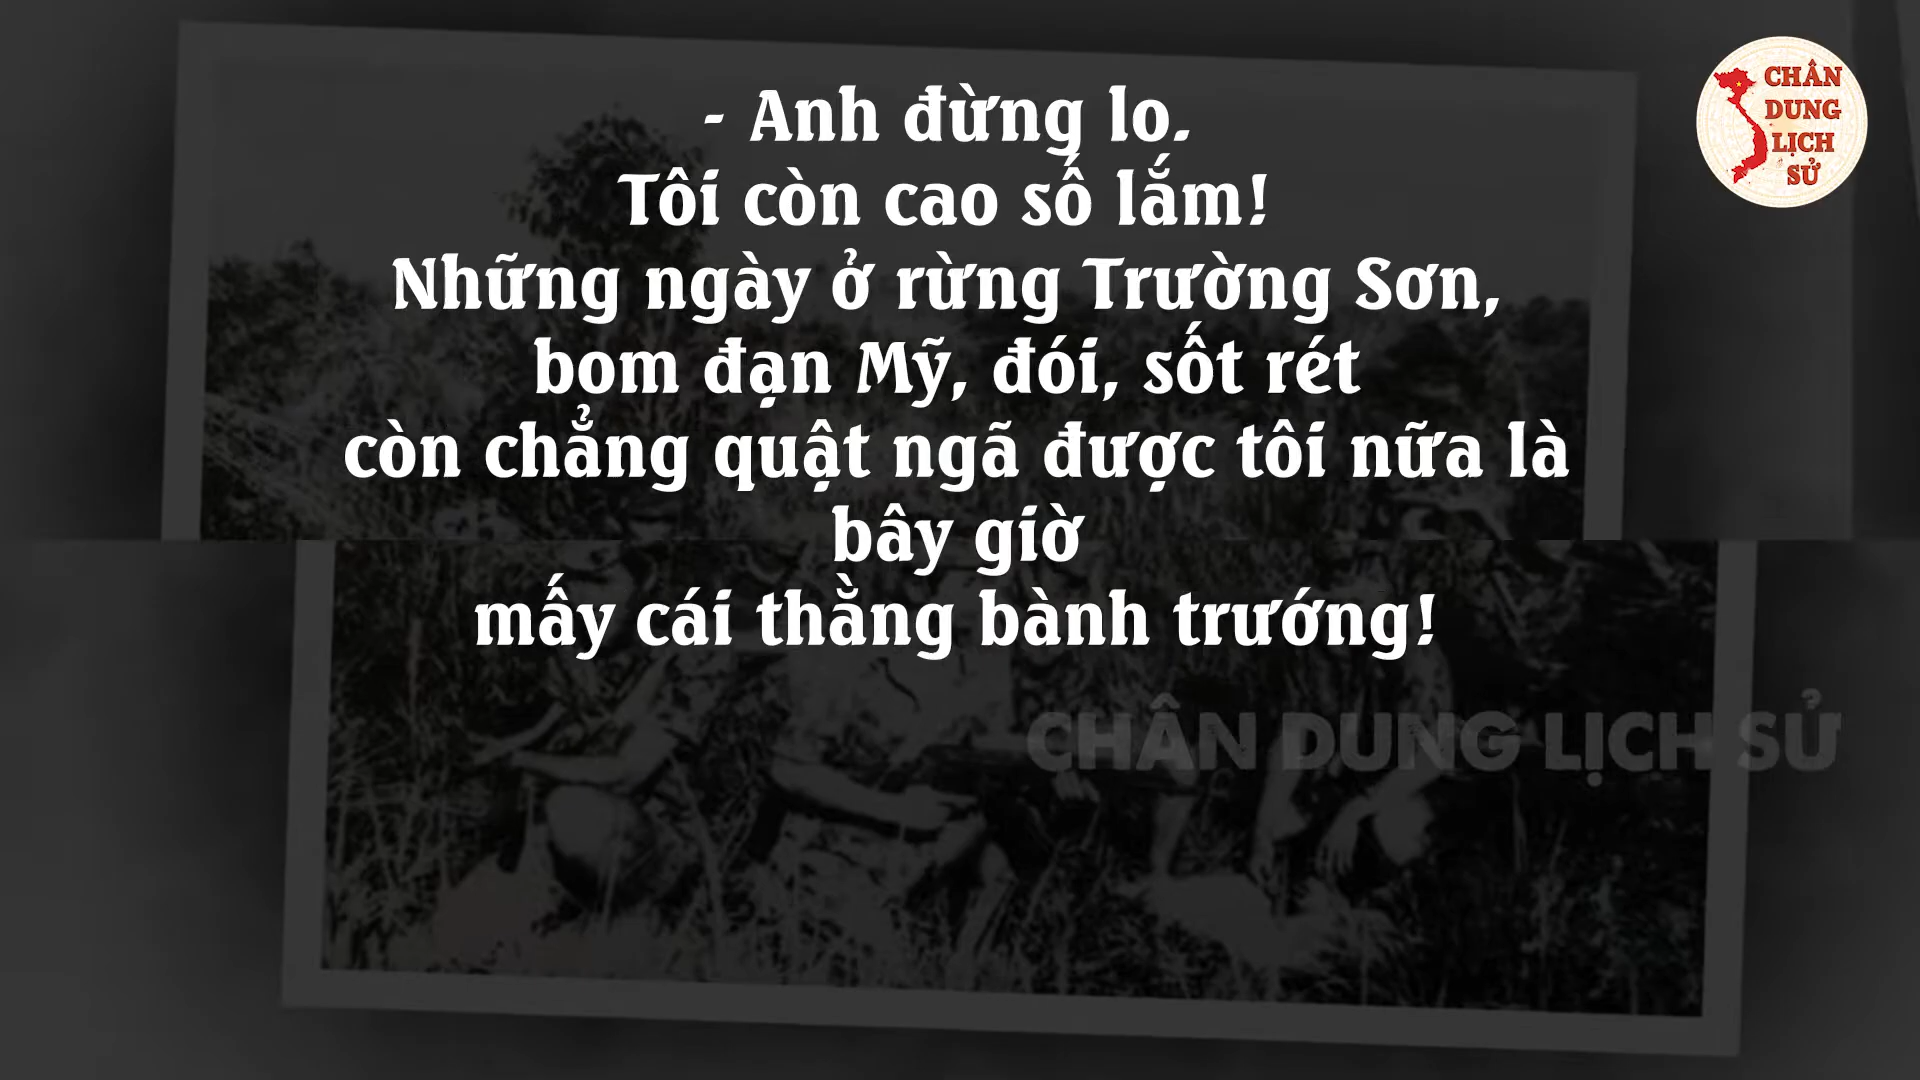 - Anh đừng lo.
Tôi còn cao số lắm!
Những ngày ở rừng Trường Sơn,
bom đạn Mỹ, đói, sốt rét
còn chẳng quật ngã được tôi nữa là
bây giờ
mấy cái thằng bành trướng!
CHÂN
DUNG
LỊCH
SỬ
CHÂN DUNG LỊCH SỬ